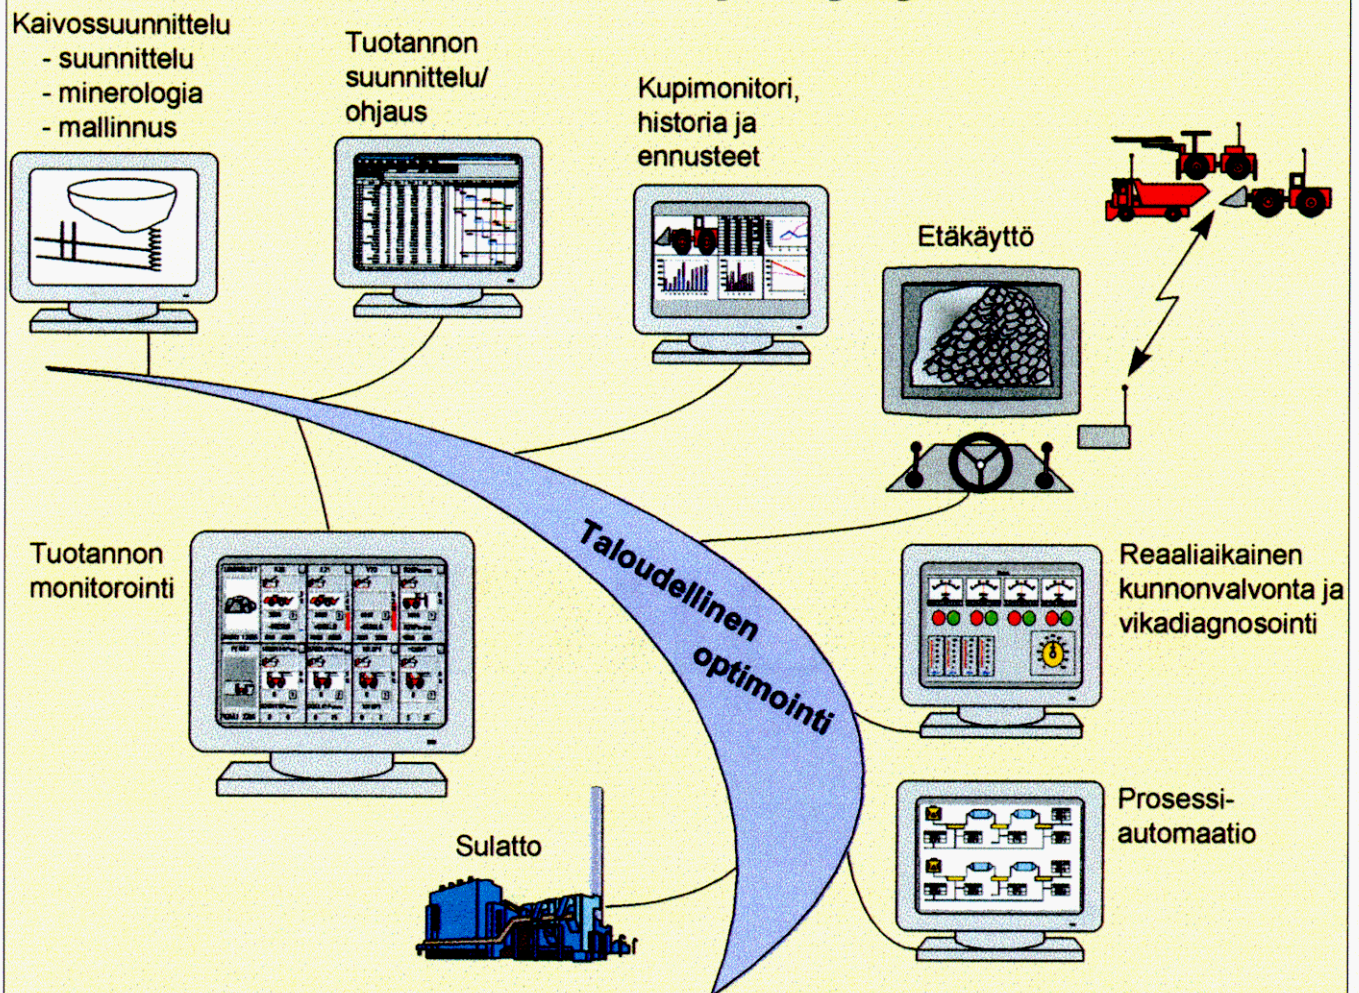 Kaivossuunnittelu
- suunnittelu
- minerologia
- mallinnus
Tuotannon
suunnittelu/
ohjaus
Kupimonitori,
historia ja
ennusteet
Etäkäyttö
Tuotannon
monitorointi
Taloudellinen
optimointi
Reaaliaikainen
kunnonvalvonta ja
vikadiagnosointi
Prosessi-
automaatio
Sulatto